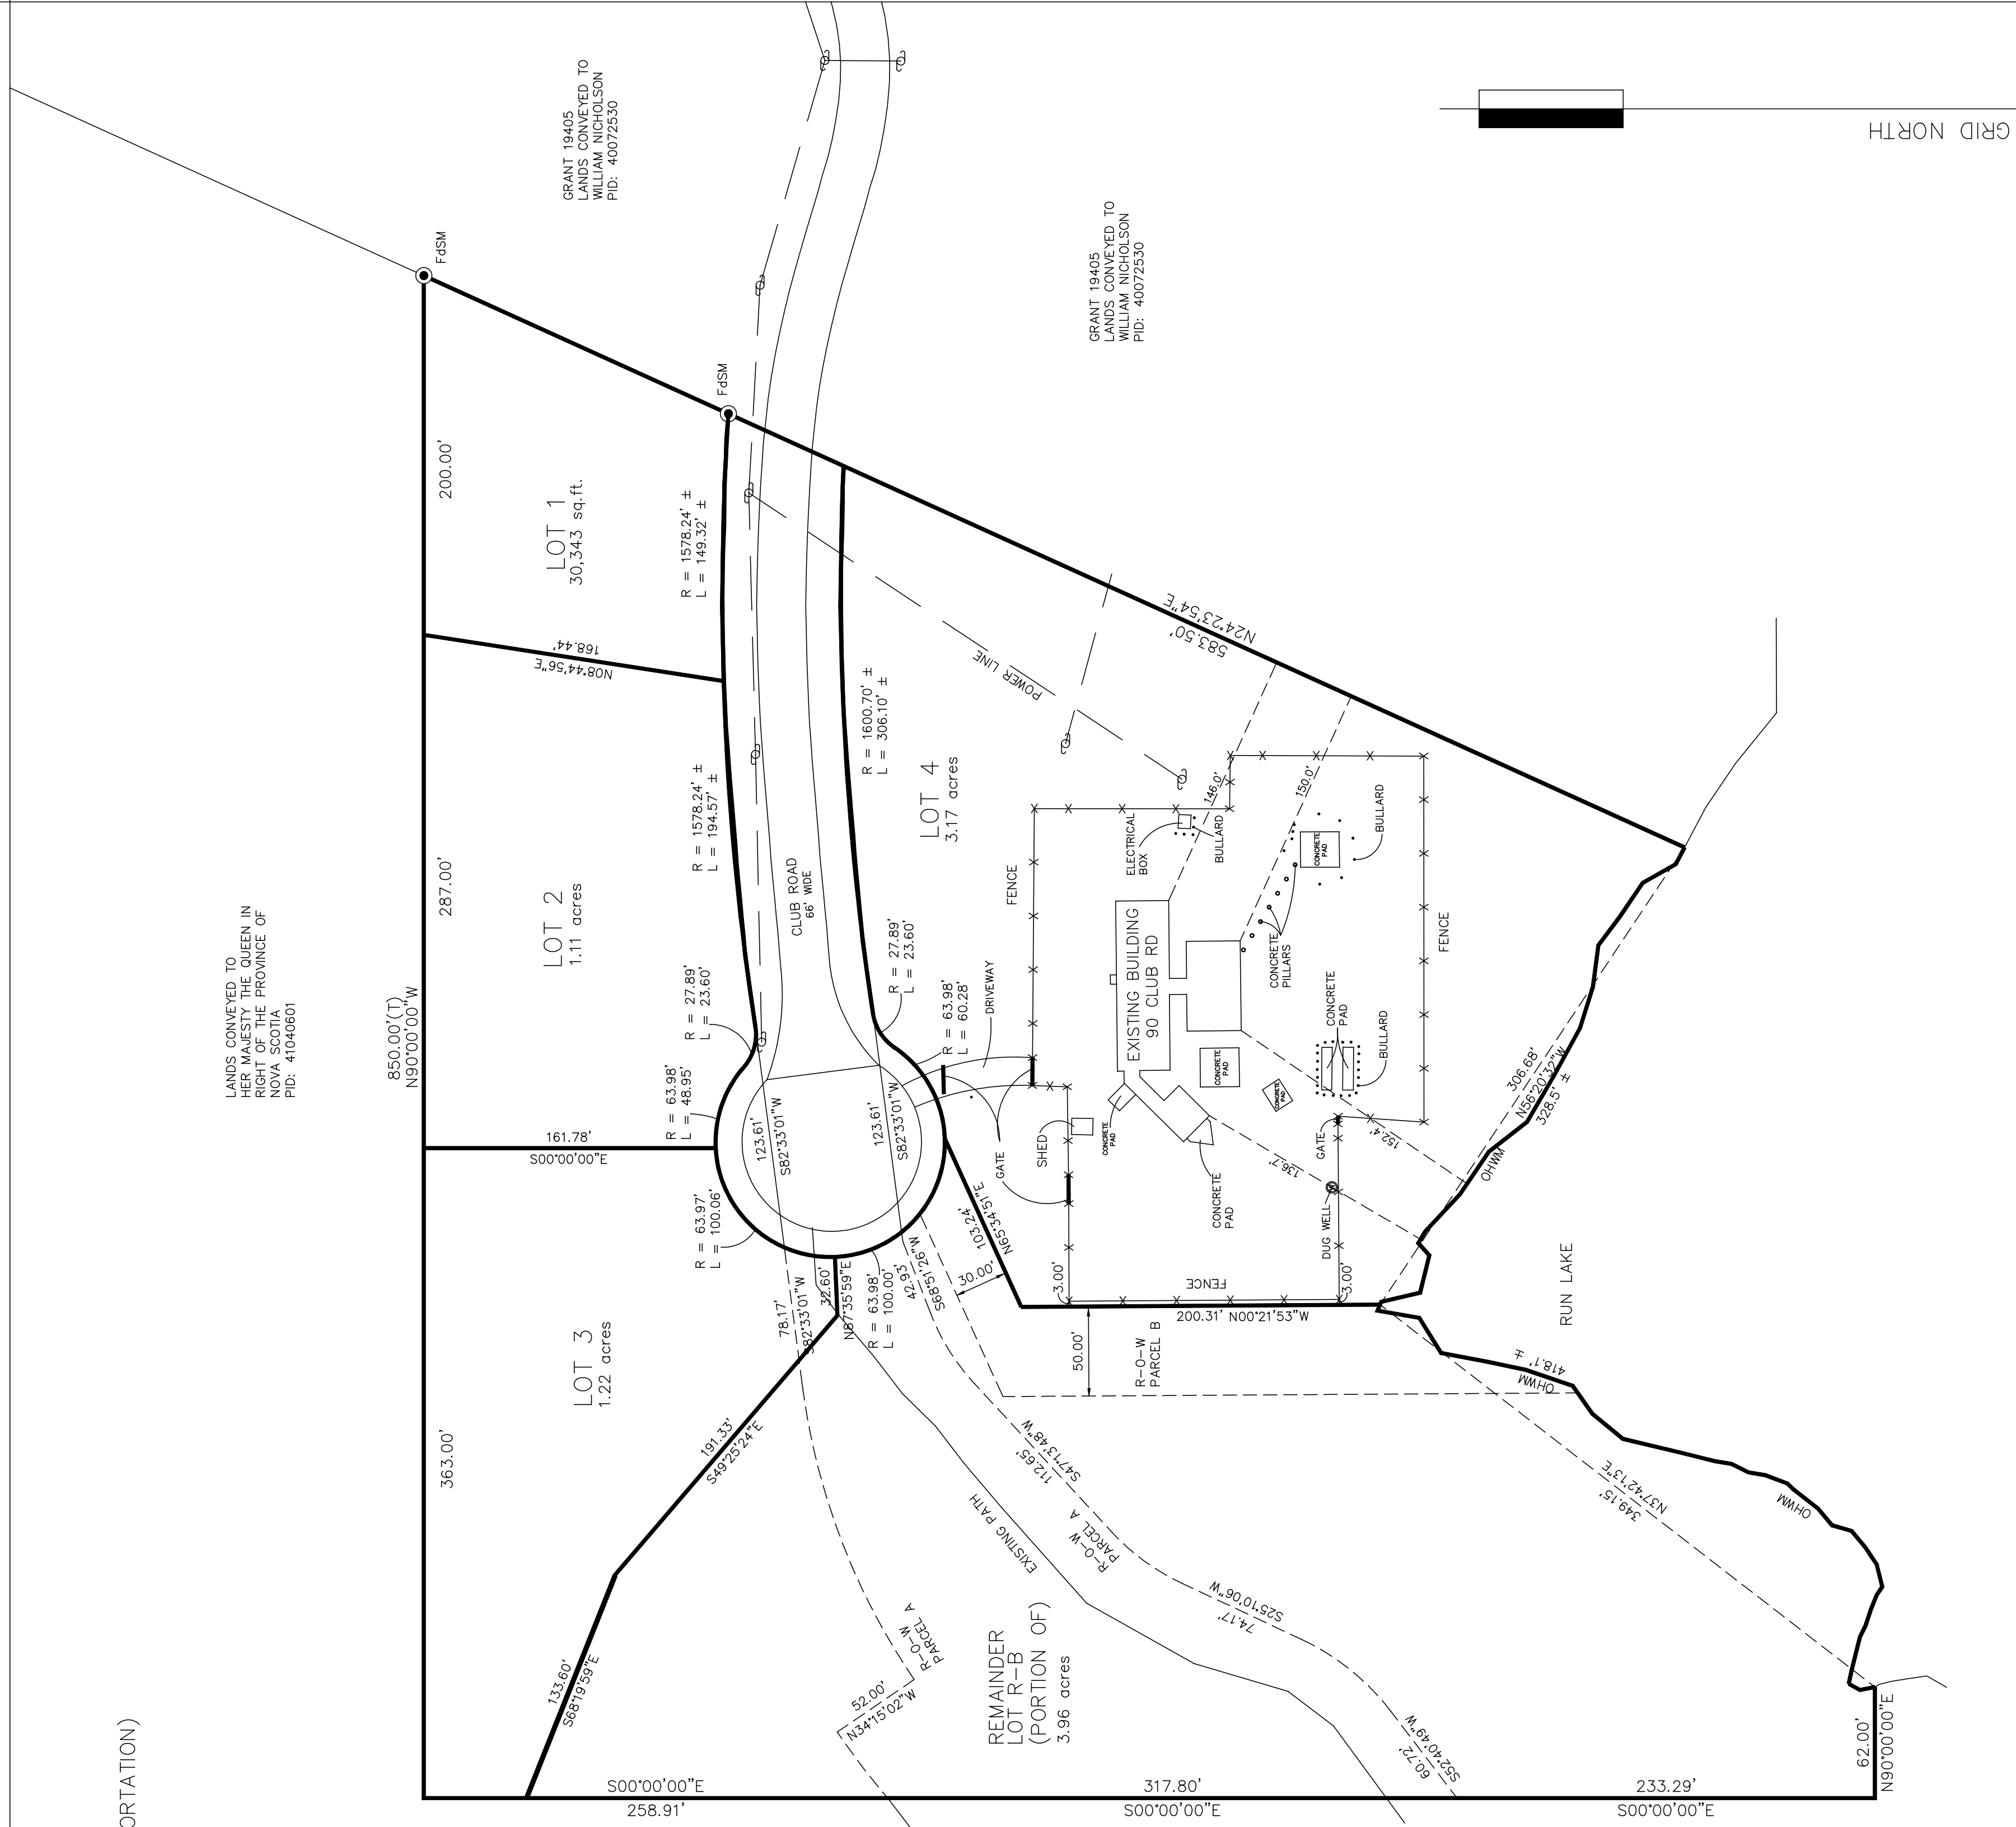 GRANT 19405
LANDS CONVEYED TO
WILLIAM NICHOLSON
PID: 40072530
GRID NORTH
FdSM
GRANT 19405
LANDS CONVEYED TO
WILLIAM NICHOLSON
PID: 40072530
FdSM
200.00'
LOT 1
30,343 sq.ft.
R = 1578.24' ±
L = 149.32' ±
168.44'
N08°44'56"E
N24°23'54"E
583.50'
POWER LINE
R = 1600.70' ±
L = 306.10' ±
LOT 4
3.17 acres
R = 1578.24' ±
L = 194.57' ±
287.00'
LOT 2
1.11 acres
CLUB ROAD
66' WIDE
LANDS CONVEYED TO
HER MAJESTY THE QUEEN IN
RIGHT OF THE PROVINCE OF
NOVA SCOTIA
PID: 41040601
850.00'(T)
N90°00'00"W
R = 27.89'
L = 23.60'
R = 27.89'
L = 23.60'
R = 63.98'
L = 60.28'
DRIVEWAY
FENCE
ELECTRICAL
BOX
BULLARD
146.0'
150.0'
CONCRETE
PAD
BULLARD
FENCE
EXISTING BUILDING
90 CLUB RD
CONCRETE
PILLARS
CONCRETE
PAD
BULLARD
CONCRETE
PAD
CONCRETE
PAD
R = 63.98'
L = 48.95'
161.78'
S00°00'00"E
123.61'
S82°33'01"W
123.61'
S82°33'01"W
GATE
SHED
CONCRETE
PAD
CONCRETE
PAD
GATE
152.4'
136.7'
DUG WELL
306.68'
N56°20'32"W
328.5' ±
OHWM
R = 63.97'
L = 100.06'
103.24'
N65°34'51"E
30.00'
3.00'
FENCE
3.00'
200.31' N00°21'53"W
R-O-W
PARCEL B
50.00'
RUN LAKE
78.17'
S82°33'01"W
32.60'
N87°35'59"E
R = 63.98'
L = 100.00'
42.93'
S68°51'26"W
418.1' ±
OHWM
LOT 3
1.22 acres
363.00'
191.33'
S49°25'24"E
112.65'
S47°13'48"W
R-O-W
PARCEL A
EXISTING PATH
N37°42'13"E
349.15'
OHWM
S25°10'06"W
74.17'
R-O-W
PARCEL A
133.60'
S68°19'59"E
52.00'
N34°15'02"W
REMAINDER
LOT R-B
(PORTION OF)
3.96 acres
60.72'
S52°40'49"W
62.00'
N90°00'00"E
ORTATION)
S00°00'00"E
258.91'
317.80'
S00°00'00"E
233.29'
S00°00'00"E